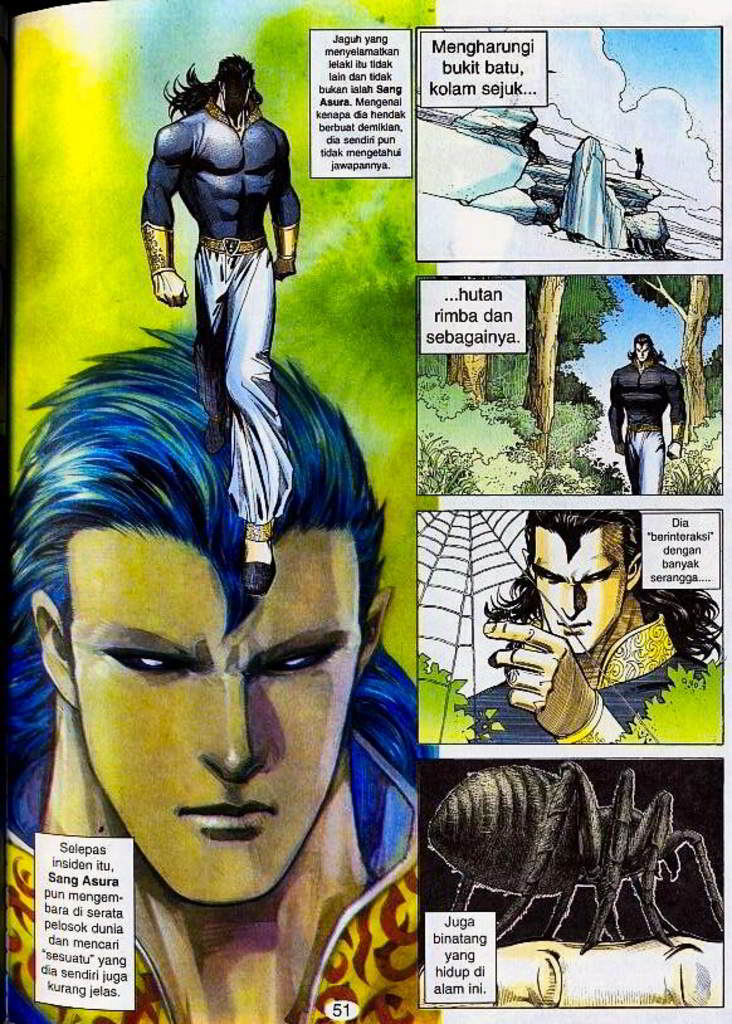 Jaguh yang
menyelamatkan
lelaki itu tidak
lain dan tidak
bukan ialah Sang
Asura. Mengenai
kenapa dia hendak
berbuat demikian,
dia sendiri pun
tidak mengetahui
jawapannya.
Selepas
insiden itu,
Sang Asura
pun mengem-
bara di serata
pelosok dunia
dan mencari
"sesuatu" yang
dia sendiri juga
kurang jelas.
Mengharungi
bukit batu,
kolam sejuk...
...hutan
rimba dan
sebagainya.
Dia
"berinteraksi"
dengan
banyak
serangga....
Juga
binatang
yang
hidup di
alam ini.
51